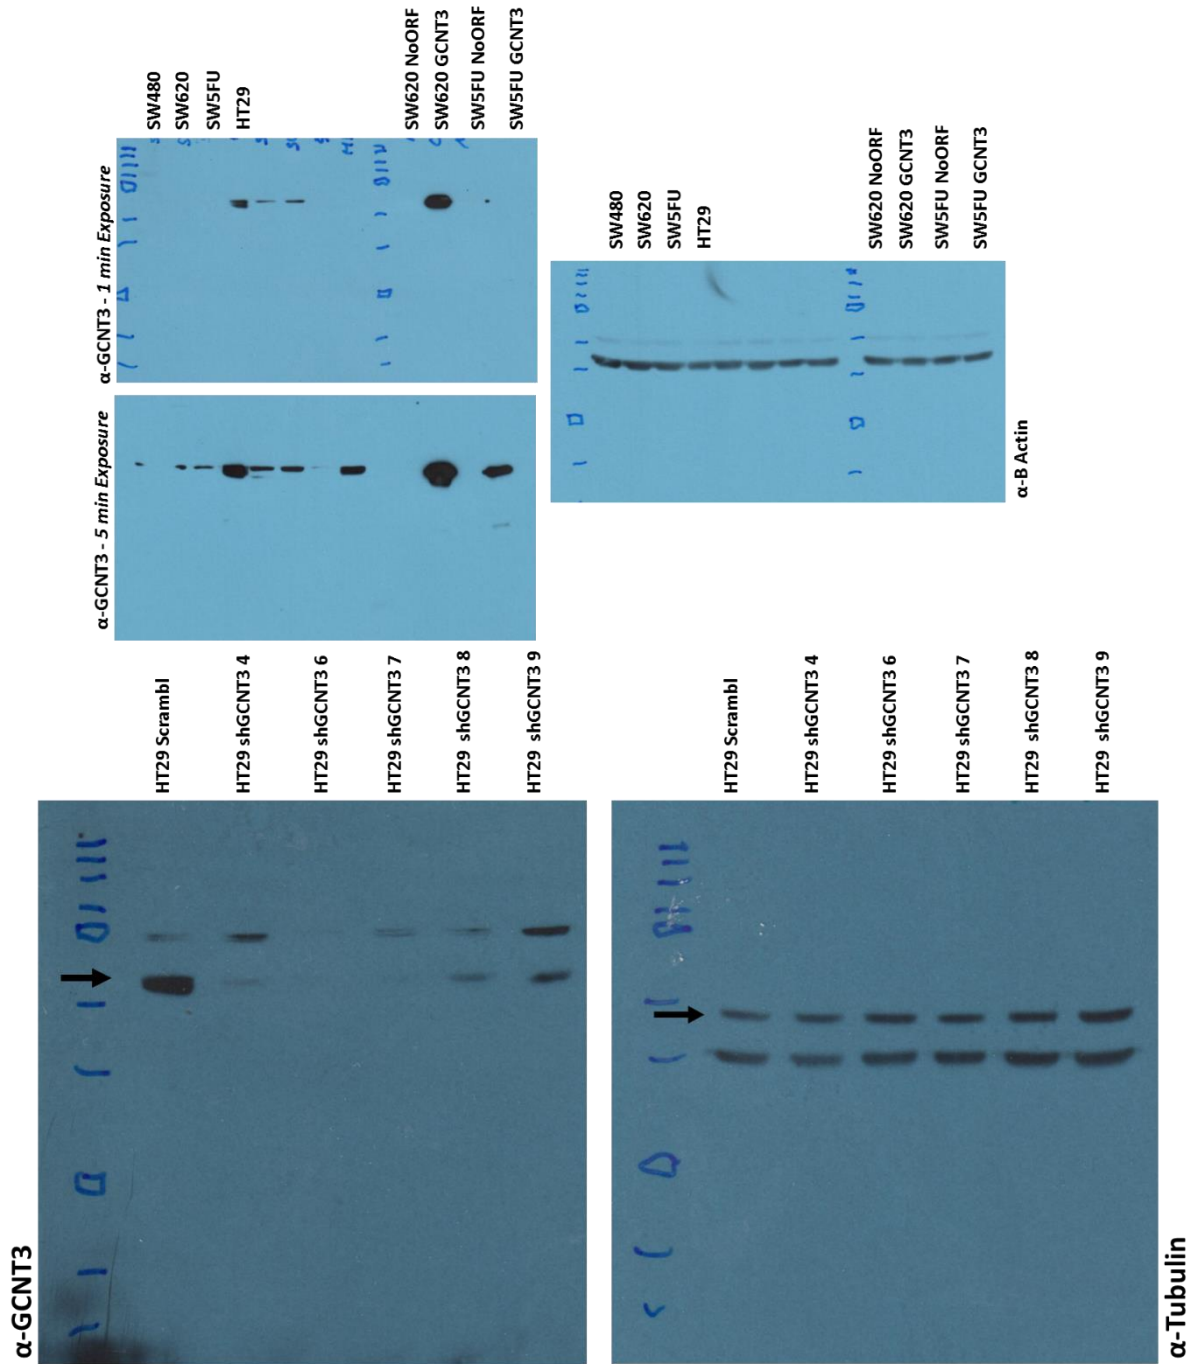 α-GCNT3 - 1 min Exposure
SW480
SW620
SW5FU
HT29
SW620 NoORF
SW620 GCNT3
SW5FU NoORF
SW5FU GCNT3
α-GCNT3 - 5 min Exposure
SW480
SW620
SW5FU
HT29
SW620 NoORF
SW620 GCNT3
SW5FU NoORF
SW5FU GCNT3
α-B Actin
α-GCNT3
HT29 Scrambl
HT29 shGCNT3 4
HT29 shGCNT3 6
HT29 shGCNT3 7
HT29 shGCNT3 8
HT29 shGCNT3 9
HT29 Scrambl
HT29 shGCNT3 4
HT29 shGCNT3 6
HT29 shGCNT3 7
HT29 shGCNT3 8
HT29 shGCNT3 9
α-Tubulin